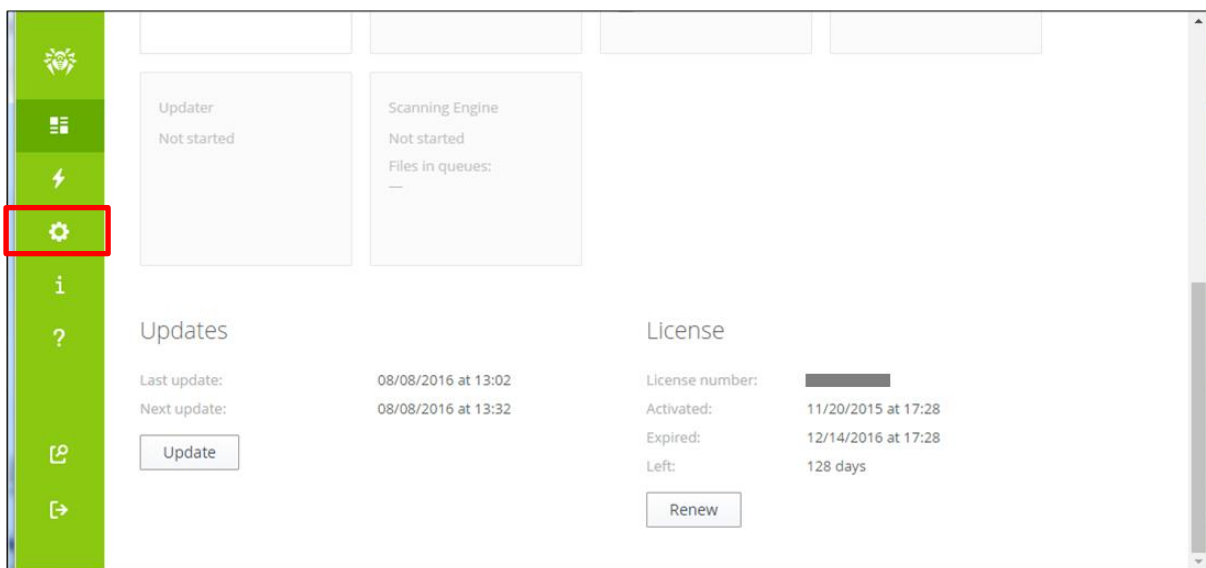 Updater
Not started
Scanning Engine
Not started
Files in queues:
—
Updates
Last update: 08/08/2016 at 13:02
Next update: 08/08/2016 at 13:32
Update
License
License number:
Activated: 11/20/2015 at 17:28
Expired: 12/14/2016 at 17:28
Left: 128 days
Renew